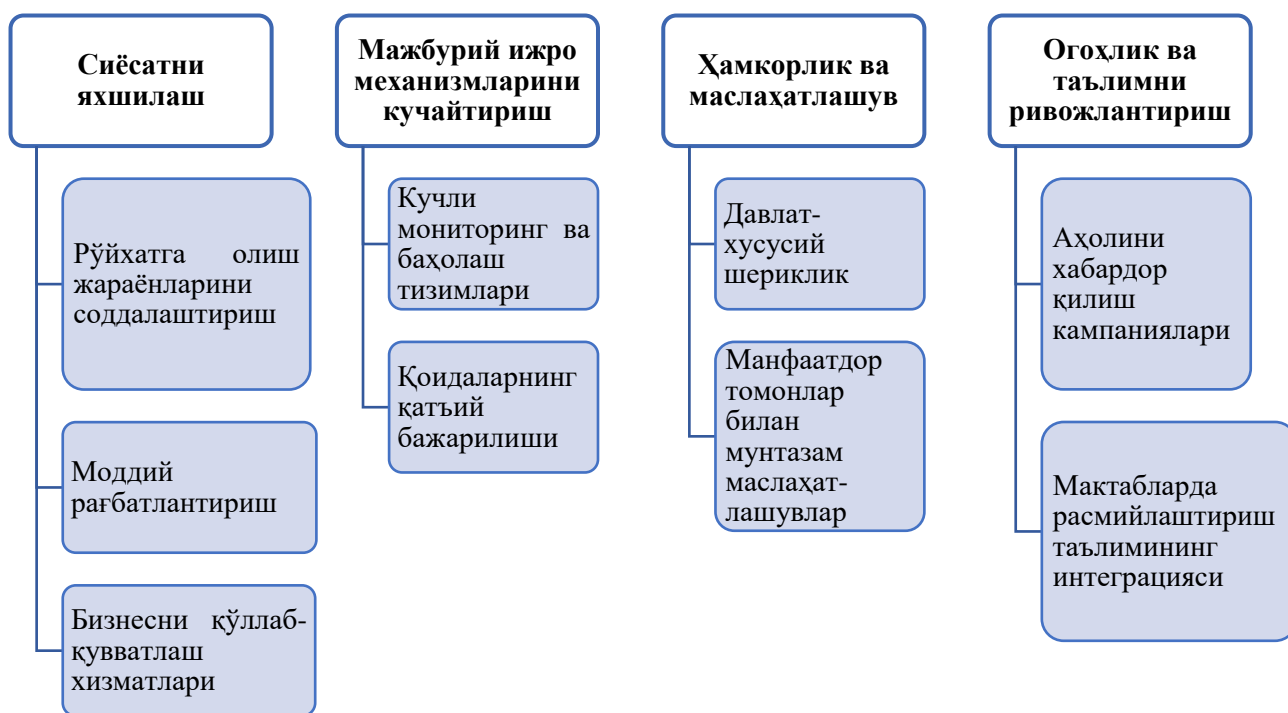 Сиёсатни
яхшилаш
Рўйхатга олиш
жараёнларини
соддалаштириш
Моддий
рағбатлантириш
Бизнесни қўллаб-
қувватлаш
хизматлари
Мажбурий ижро
механизмларини
кучайтириш
Кучли
мониторинг ва
баҳолаш
тизимлари
Қоидаларнинг
қатъий
бажарилиши
Ҳамкорлик ва
маслаҳатлашув
Давлат-
хусусий
шериклик
Манфаатдор
томонлар
билан
мунтазам
маслаҳат-
лашувлар
Огоҳлик ва
таълимни
ривожлантириш
Аҳолини
хабардор
қилиш
кампаниялари
Мактабларда
расмийлаштириш
таълимининг
интеграцияси